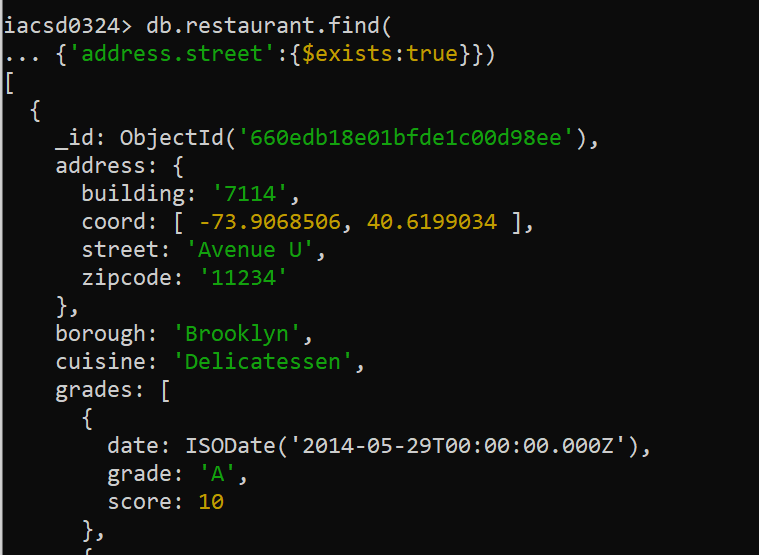 iacsd0324> db.restaurant.find(
... {'address.street':{$exists:true}})
[
  {
    _id: ObjectId('660edb18e01bfde1c00d98ee'),
    address: {
      building: '7114',
      coord: [ -73.9068506, 40.6199034 ],
      street: 'Avenue U',
      zipcode: '11234'
    },
    borough: 'Brooklyn',
    cuisine: 'Delicatessen',
    grades: [
      {
        date: ISODate('2014-05-29T00:00:00.000Z'),
        grade: 'A',
        score: 10
      },